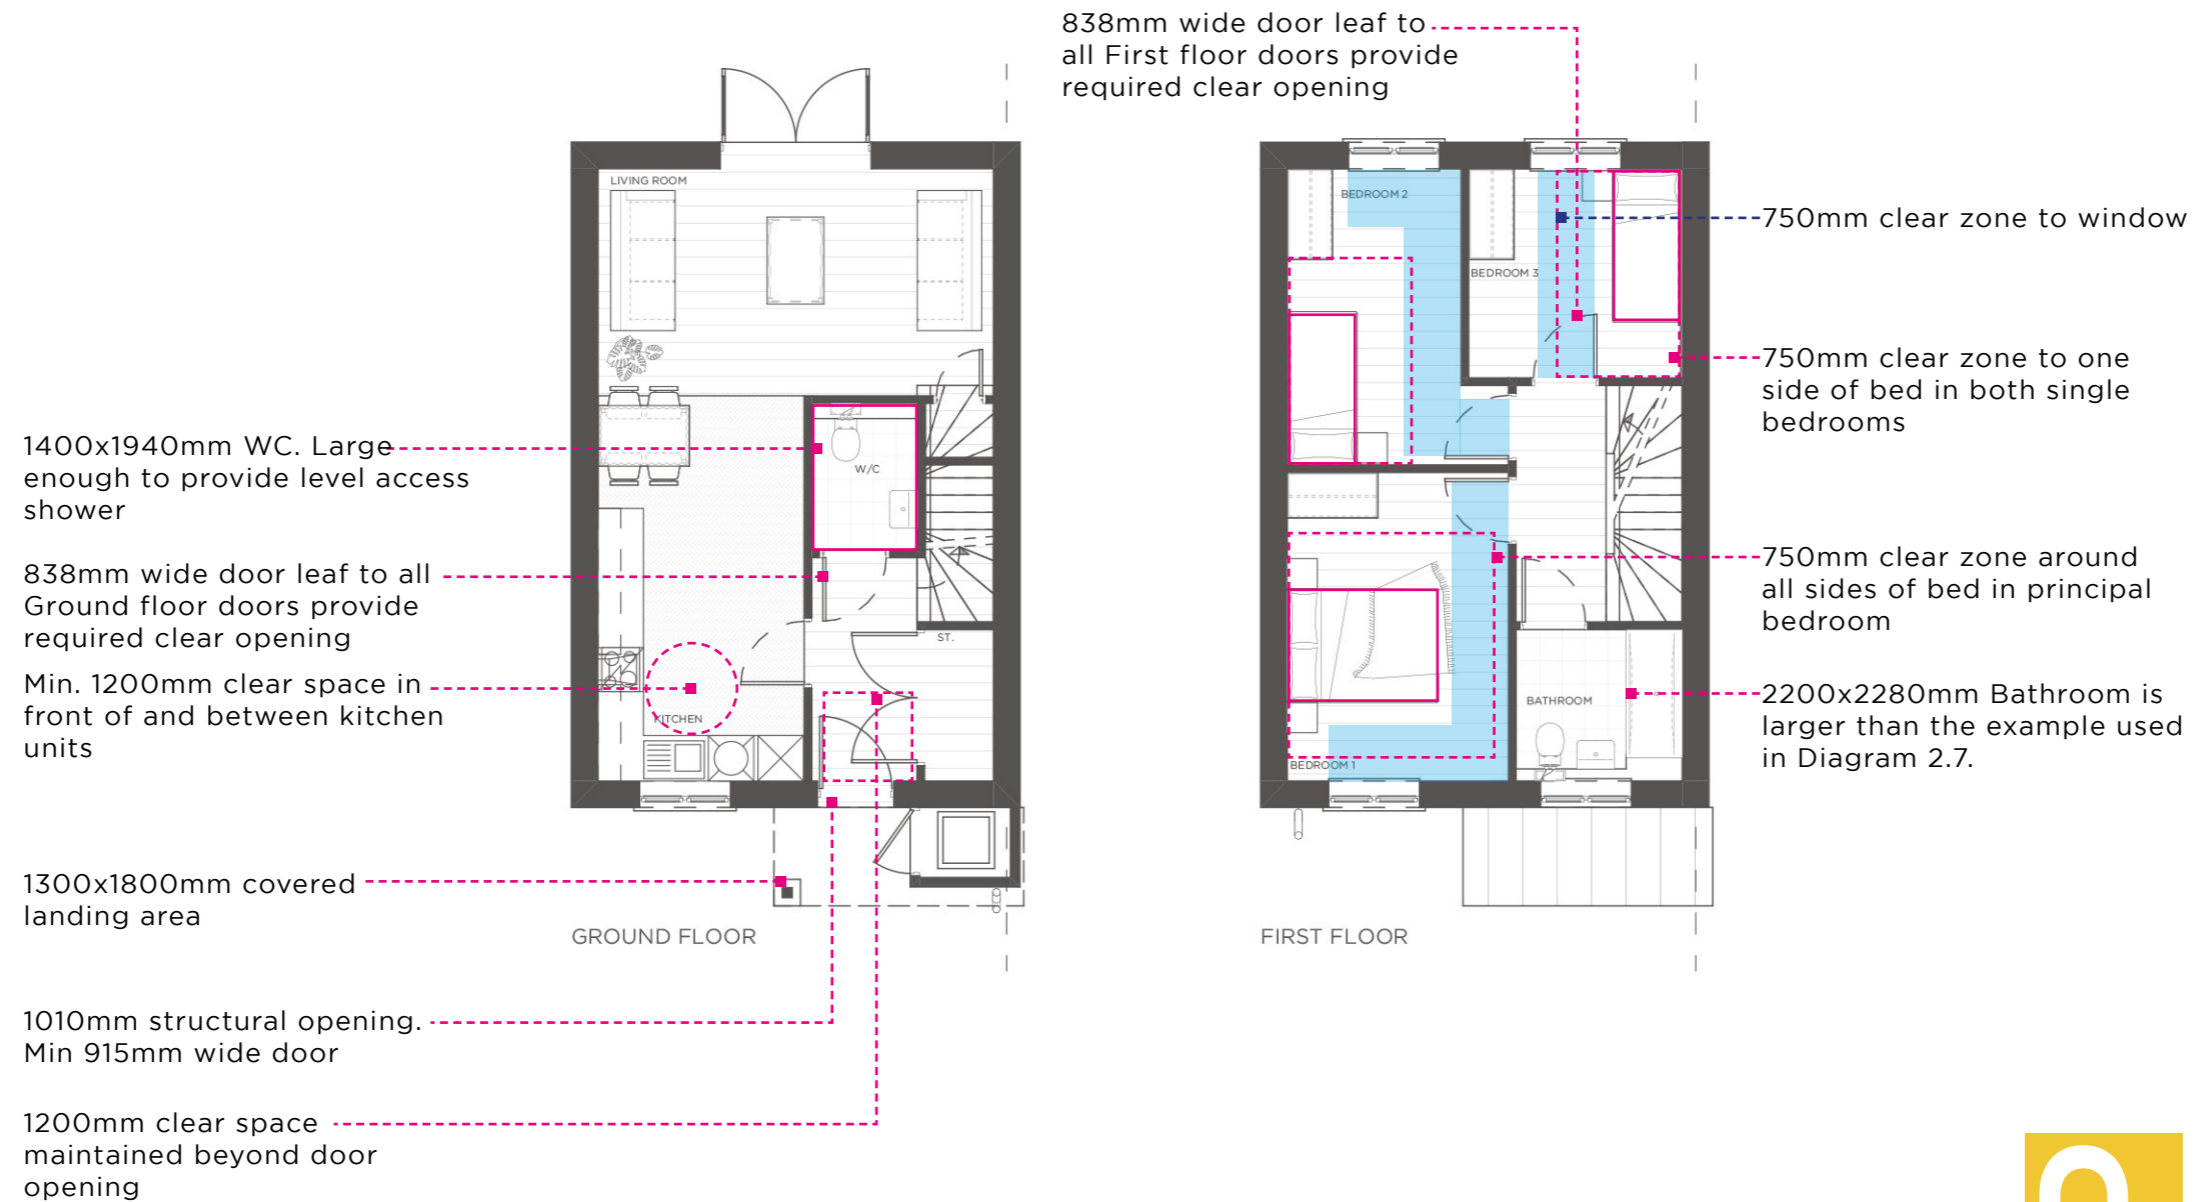 838mm wide door leaf to
all First floor doors provide
required clear opening
LIVING ROOM
BEDROOM 2
BEDROOM 3
750mm clear zone to window
750mm clear zone to one
side of bed in both single
bedrooms
1400x1940mm WC. Large
enough to provide level access
shower
W/C
838mm wide door leaf to all
Ground floor doors provide
required clear opening
ST.
750mm clear zone around
all sides of bed in principal
bedroom
Min. 1200mm clear space in
front of and between kitchen
units
KITCHEN
BATHROOM
2200x2280mm Bathroom is
larger than the example used
in Diagram 2.7.
BEDROOM 1
1300x1800mm covered
landing area
GROUND FLOOR
FIRST FLOOR
1010mm structural opening.
Min 915mm wide door
1200mm clear space
maintained beyond door
opening